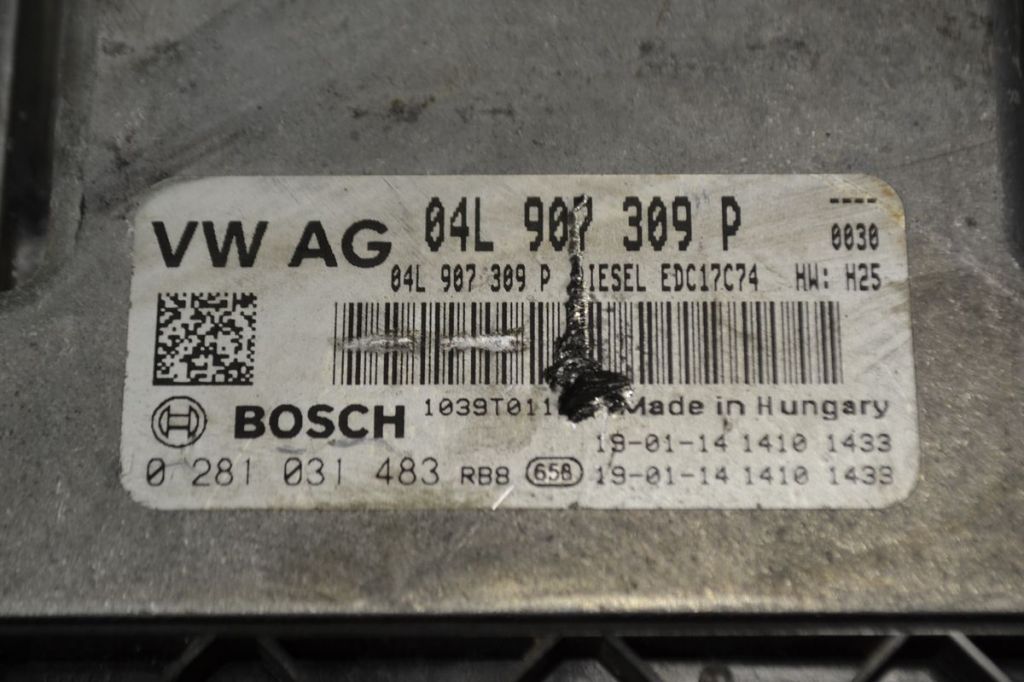 VW AG 04L 907 309 P ----
0030
04L 907 309 P IESEL EDC17C74 HW: H25
BOSCH Made in Hungary
19-01-14 1410 1433
0 281 031 483 RB8 658 19-01-14 1410 1433